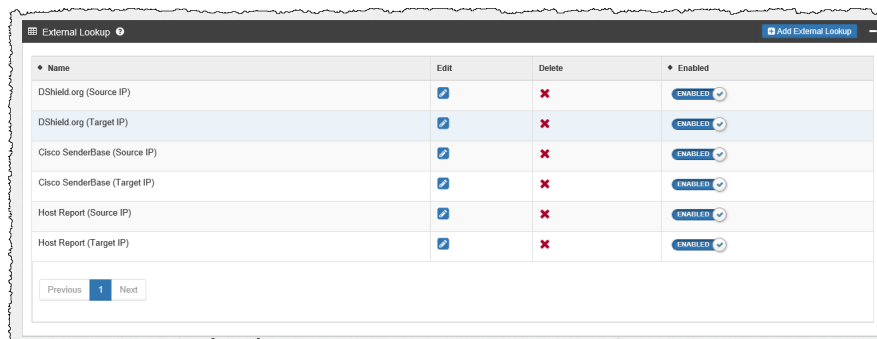 External Lookup
Add External Lookup
Name Edit Delete Enabled
DShield.org (Source IP) ENABLED
DShield.org (Target IP) ENABLED
Cisco SenderBase (Source IP) ENABLED
Cisco SenderBase (Target IP) ENABLED
Host Report (Source IP) ENABLED
Host Report (Target IP) ENABLED
Previous 1 Next